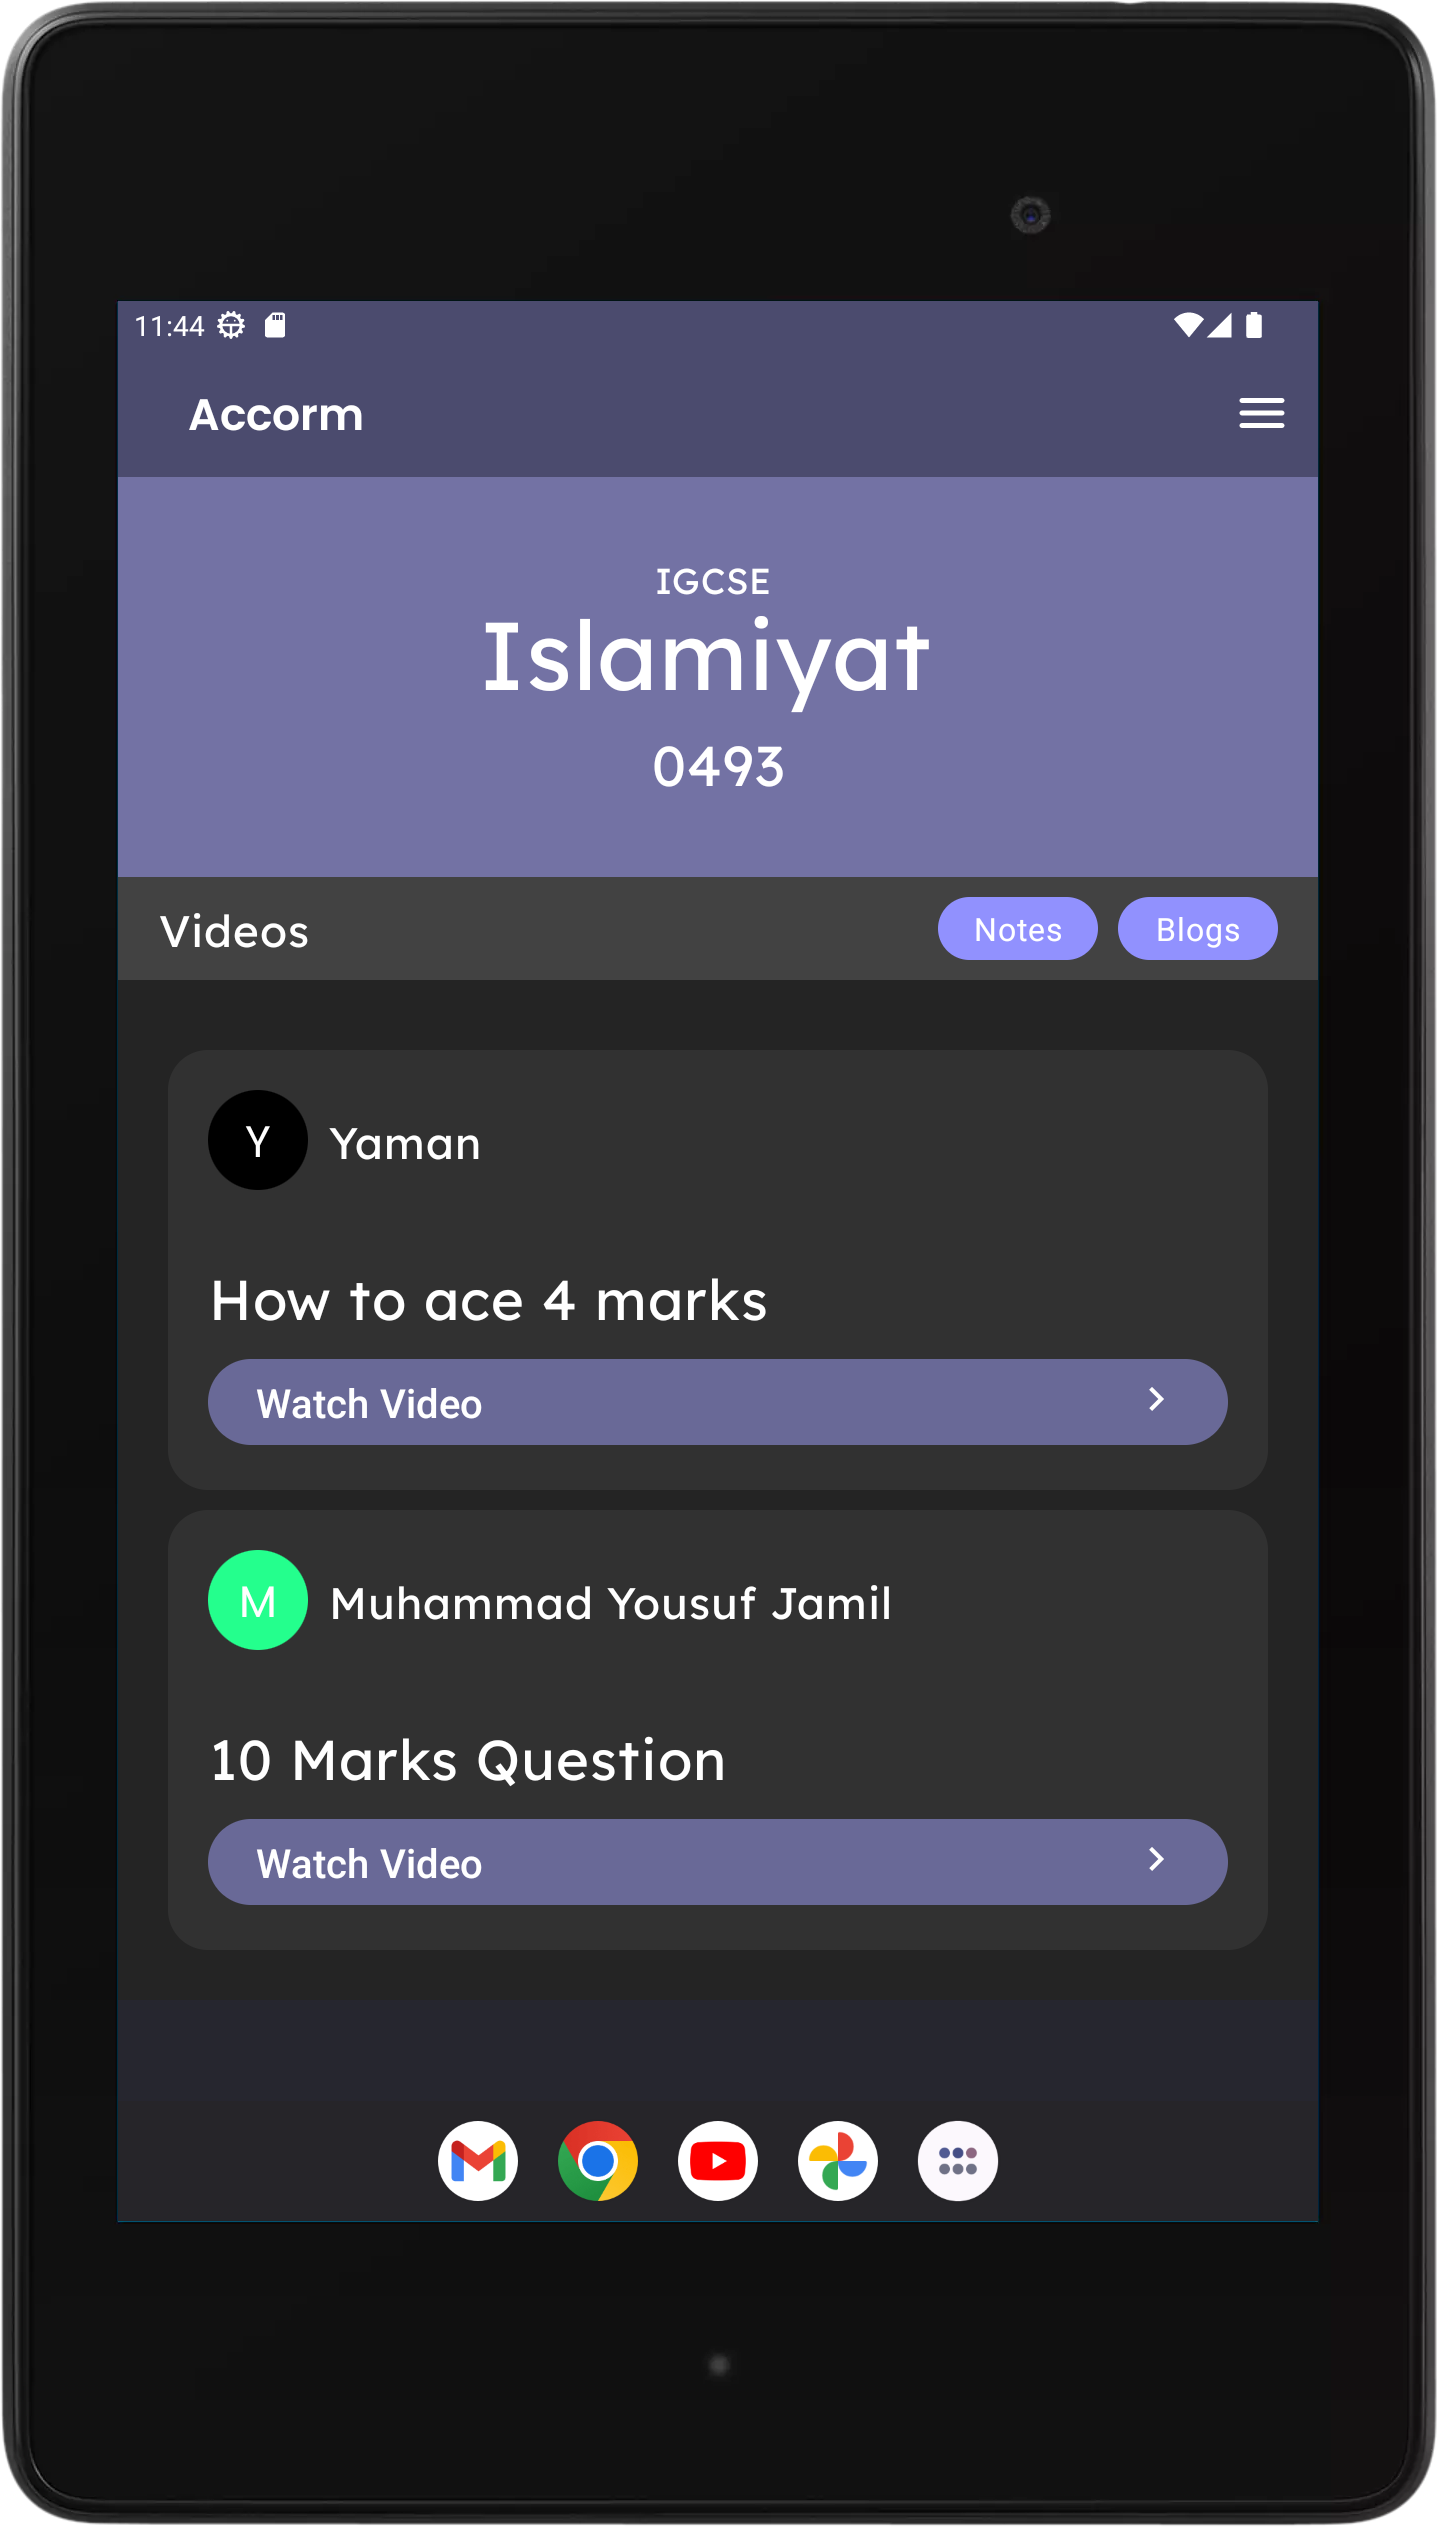 11:44
Accorm
IGCSE
Islamiyat
0493
Videos
Notes
Blogs
Y
Yaman
How to ace 4 marks
Watch Video
M
Muhammad Yousuf Jamil
10 Marks Question
Watch Video